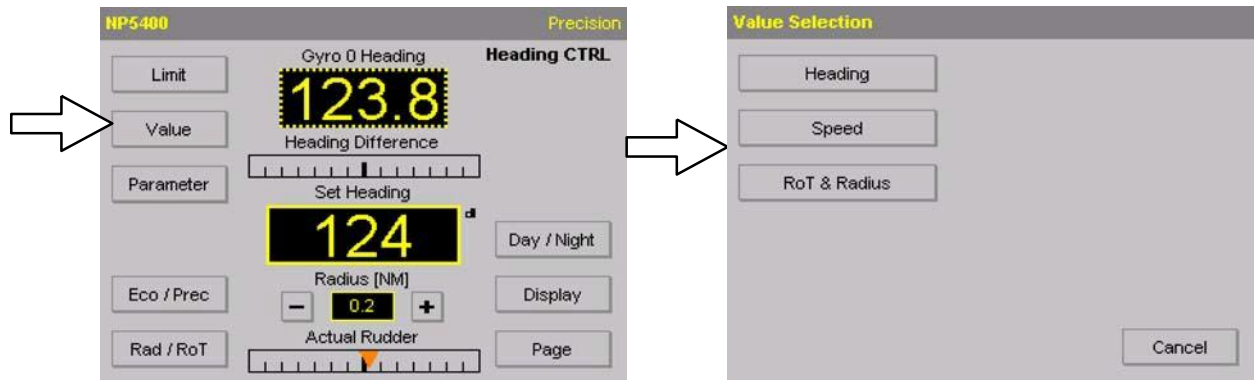 NP5400 Precision
Limit
Value
Parameter
Eco / Prec
Rad / RoT
Gyro 0 Heading
123.8
Heading Difference
Set Heading
124
Radius [NM]
− 0.2 +
Actual Rudder
Heading CTRL
Day / Night
Display
Page
Value Selection
Heading
Speed
RoT & Radius
Cancel